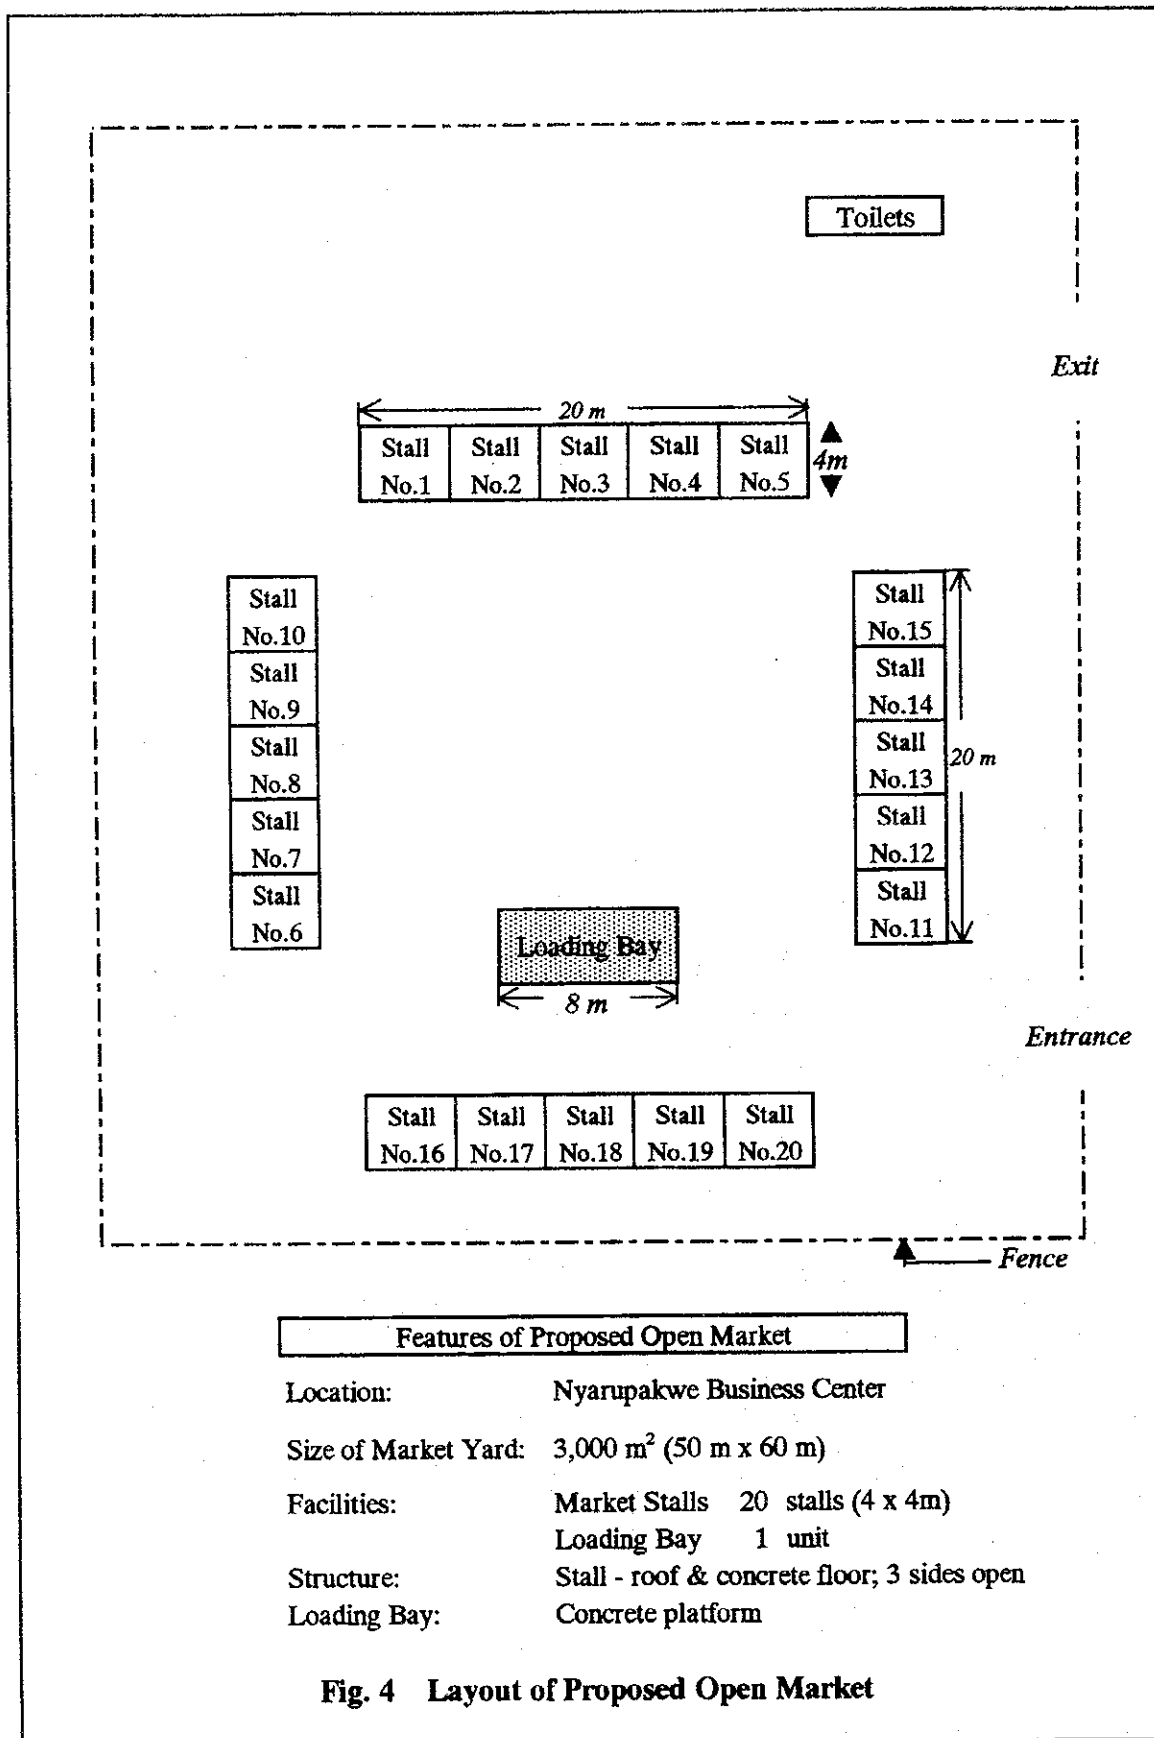 Toilets
Exit
20 m
Stall Stall Stall Stall Stall
No.1 No.2 No.3 No.4 No.5
4m
Stall
No.10
Stall
No.9
Stall
No.8
Stall
No.7
Stall
No.6
Stall
No.15
Stall
No.14
Stall
No.13
Stall
No.12
Stall
No.11
20 m
Loading Bay
8 m
Entrance
Stall Stall Stall Stall Stall
No.16 No.17 No.18 No.19 No.20
Fence
Features of Proposed Open Market
Location: Nyarupakwe Business Center
Size of Market Yard: 3,000 m² (50 m x 60 m)
Facilities: Market Stalls 20 stalls (4 x 4m)
Loading Bay 1 unit
Structure: Stall - roof & concrete floor; 3 sides open
Loading Bay: Concrete platform
Fig. 4 Layout of Proposed Open Market